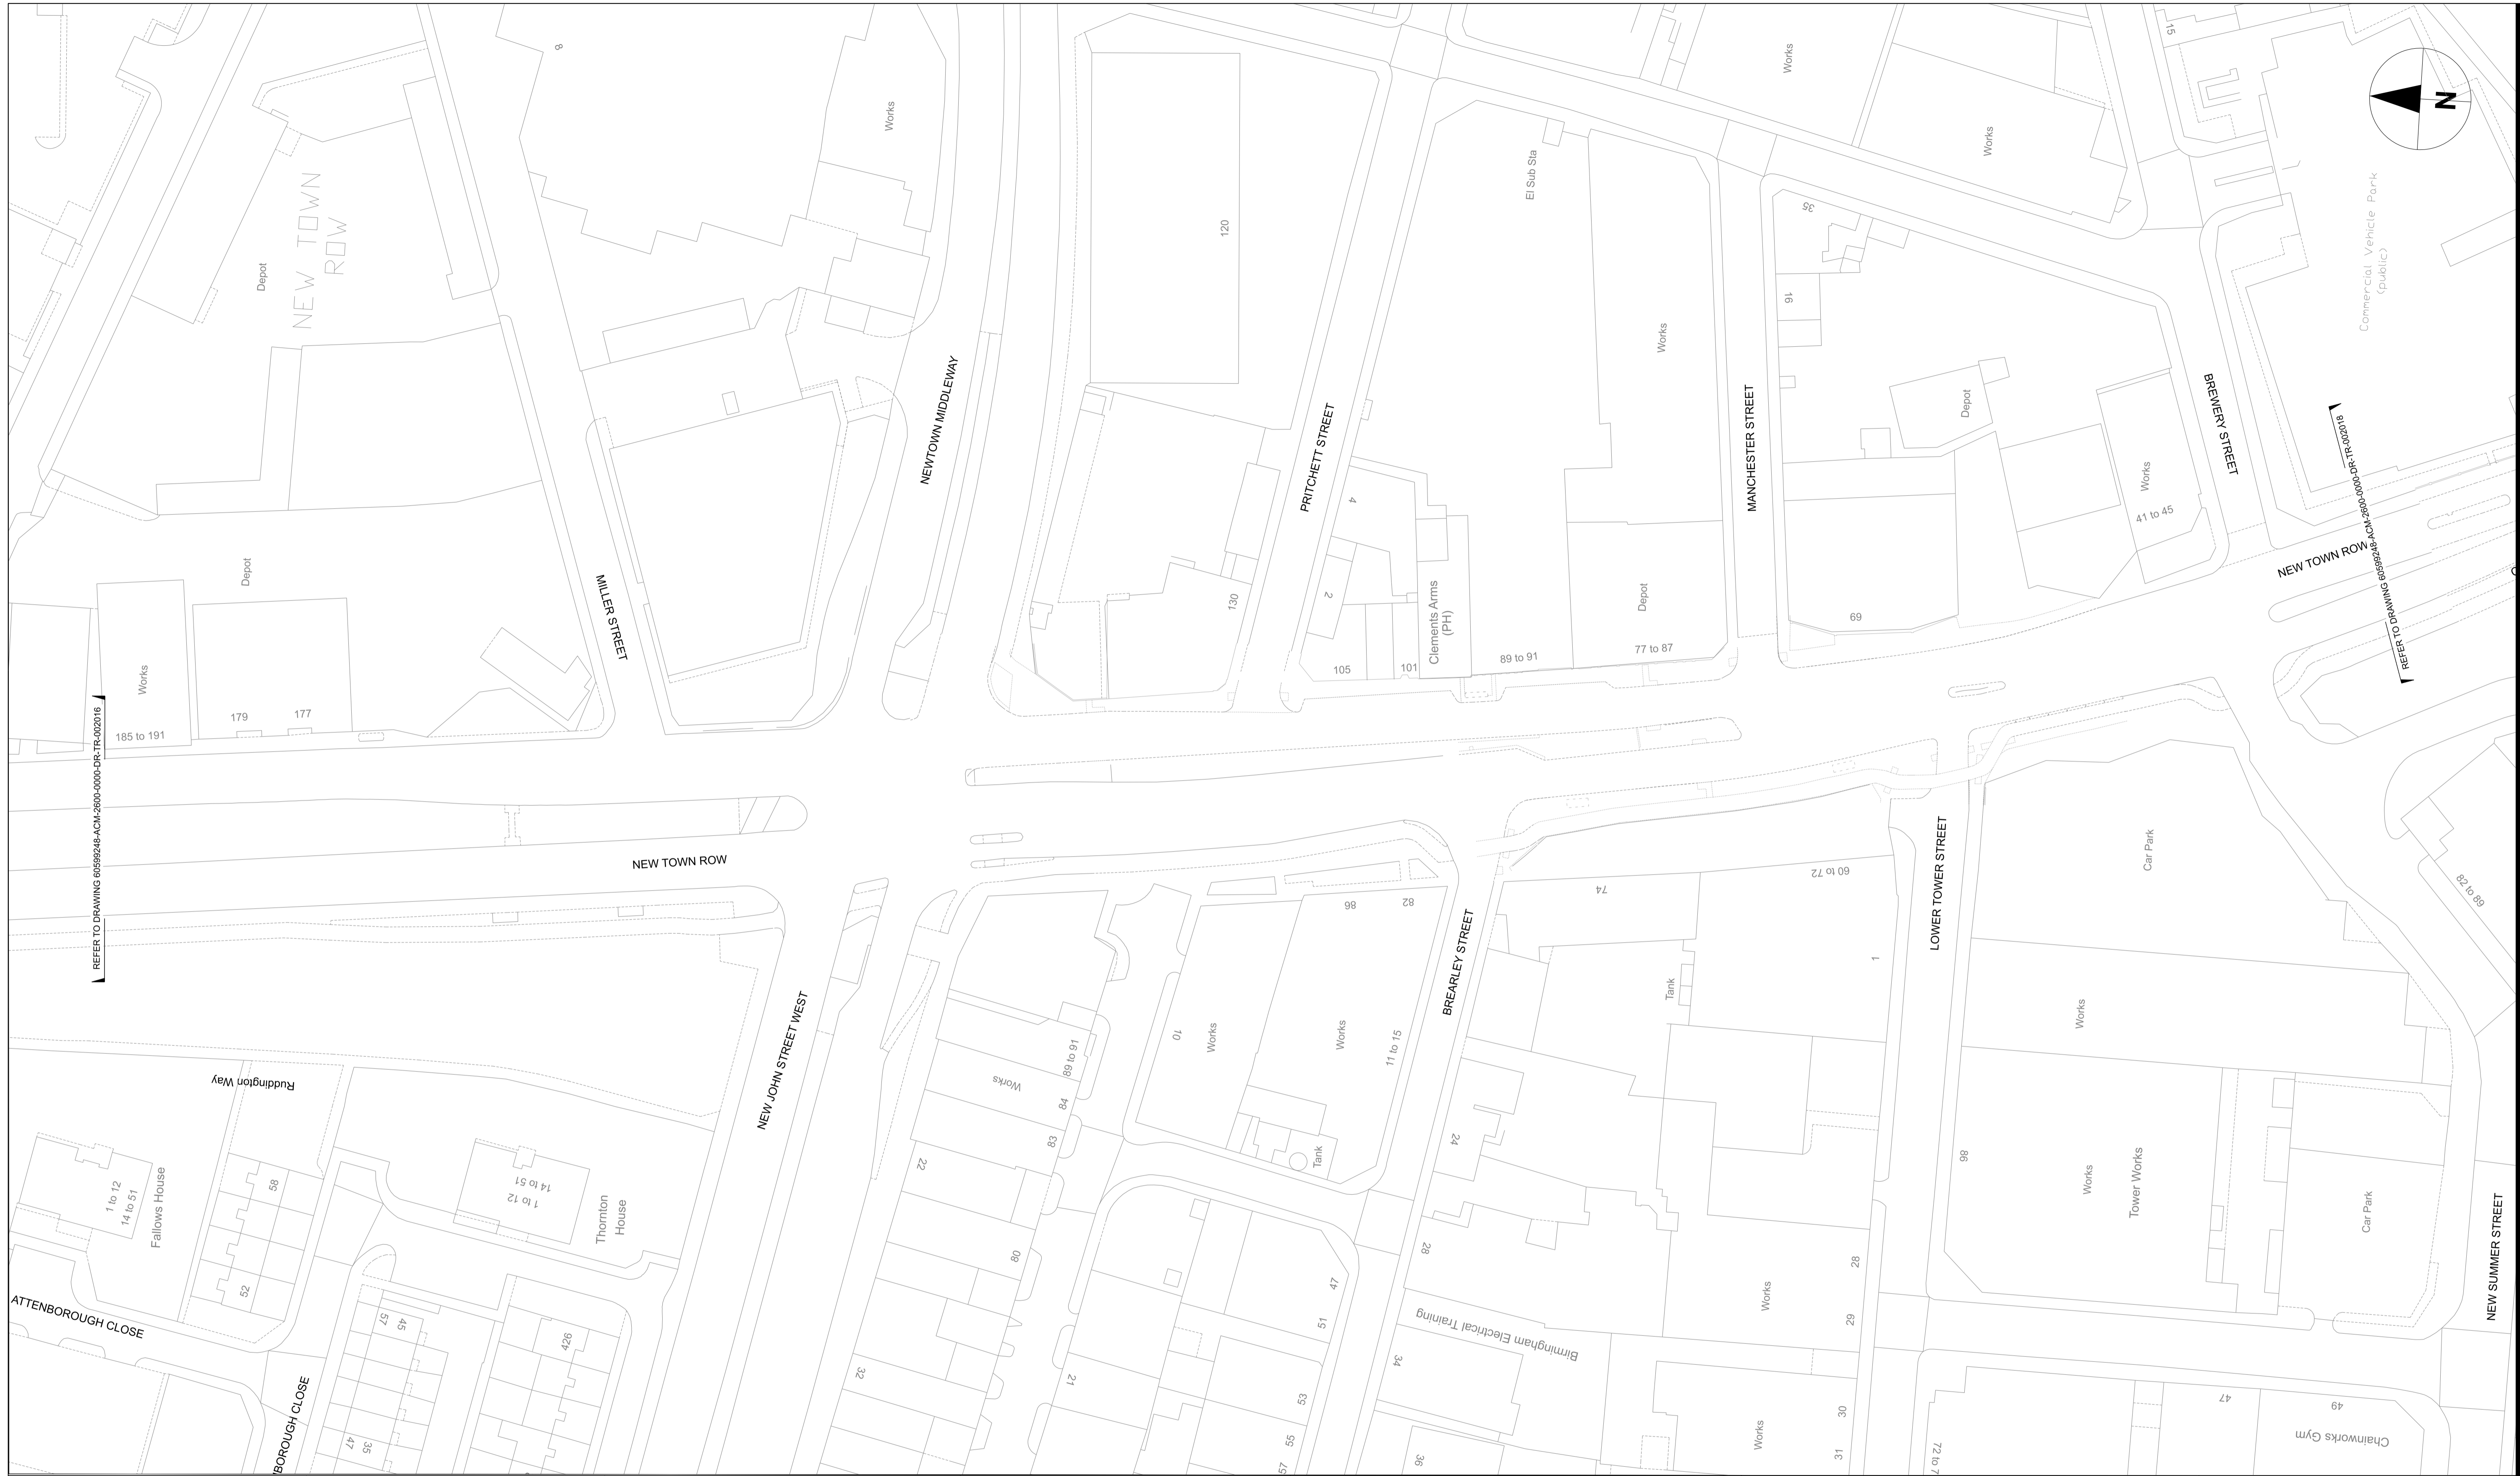 8
Works
Works
15
N
NEW TOWN
ROW
Depot
120
El Sub Sta
Works
35
Commercial Vehicle Park
(public)
16
Works
Depot
NEWTOWN MIDDLEWAY
PRITCHETT STREET
MANCHESTER STREET
BREWERY STREET
4
Works
41 to 45
REFER TO DRAWING 60599248-ACM-2600-0000-DR-TR-002018
NEW TOWN ROW
Depot
MILLER STREET
130
2
Clements Arms
(PH)
Depot
69
Works
105
101
89 to 91
77 to 87
179
177
185 to 191
REFER TO DRAWING 60599248-ACM-2600-0000-DR-TR-002016
NEW TOWN ROW
86
82
74
60 to 72
LOWER TOWER STREET
Car Park
82 to 89
BREARLEY STREET
1
Tank
NEW JOHN STREET WEST
Works
89 to 91
10
Works
Works
11 to 15
Works
Ruddington Way
84
83
22
Tank
24
86
Works
Tower Works
Car Park
NEW SUMMER STREET
1 to 12
14 to 51
Fallows House
58
52
14 to 51
1 to 12
Thornton
House
80
47
51
28
28
29
Works
Birmingham Electrical Training
ATTENBOROUGH CLOSE
57
45
426
32
21
53
34
BOROUGH CLOSE
47
35
55
57
36
Works
30
31
72 to 7
47
49
Chainworks Gym